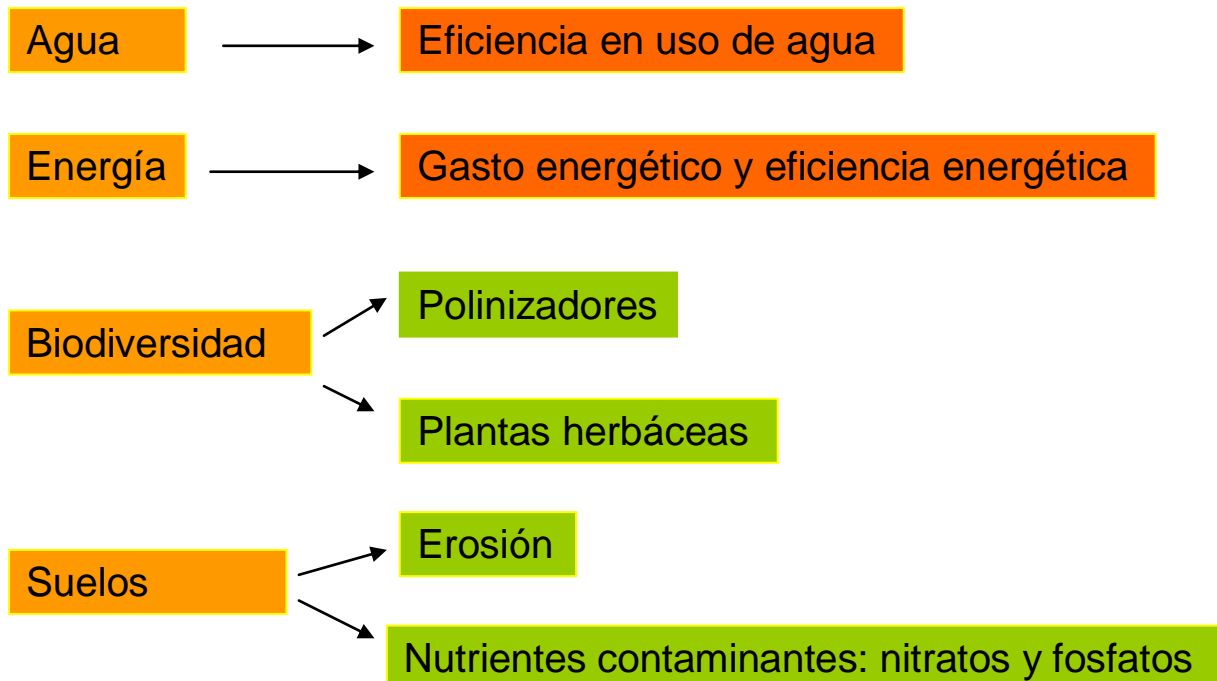 Agua
Eficiencia en uso de agua
Energía
Gasto energético y eficiencia energética
Biodiversidad
Polinizadores
Plantas herbáceas
Suelos
Erosión
Nutrientes contaminantes: nitratos y fosfatos